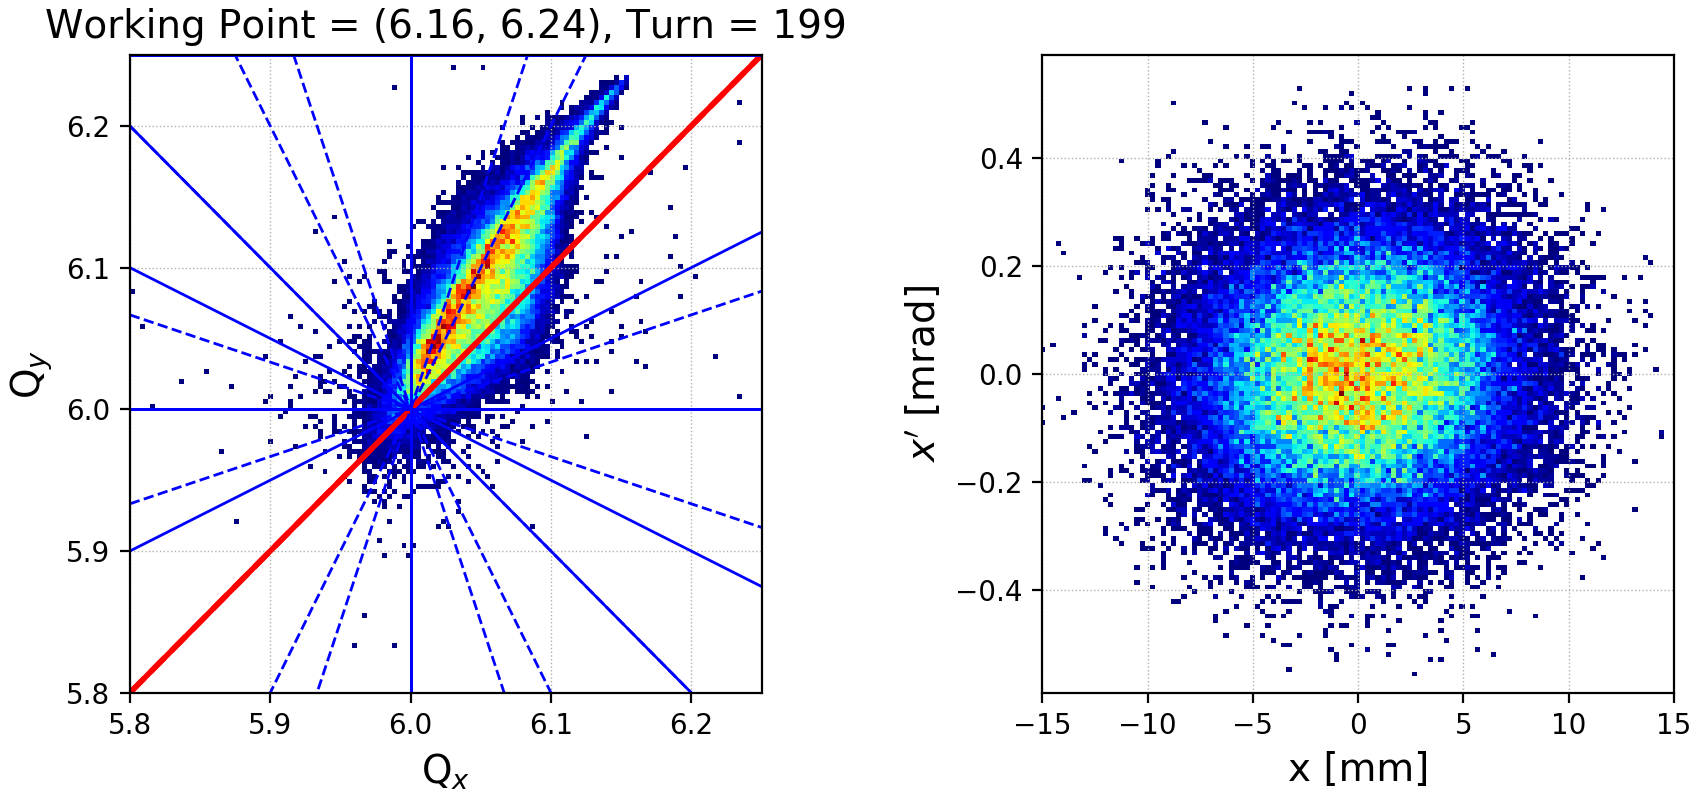 Working Point = (6.16, 6.24), Turn = 199
6.2
6.1
6.0
5.9
5.8
Q_y
5.8 5.9 6.0 6.1 6.2
Q_x
0.4
0.2
0.0
−0.2
−0.4
x′ [mrad]
−15 −10 −5 0 5 10 15
x [mm]